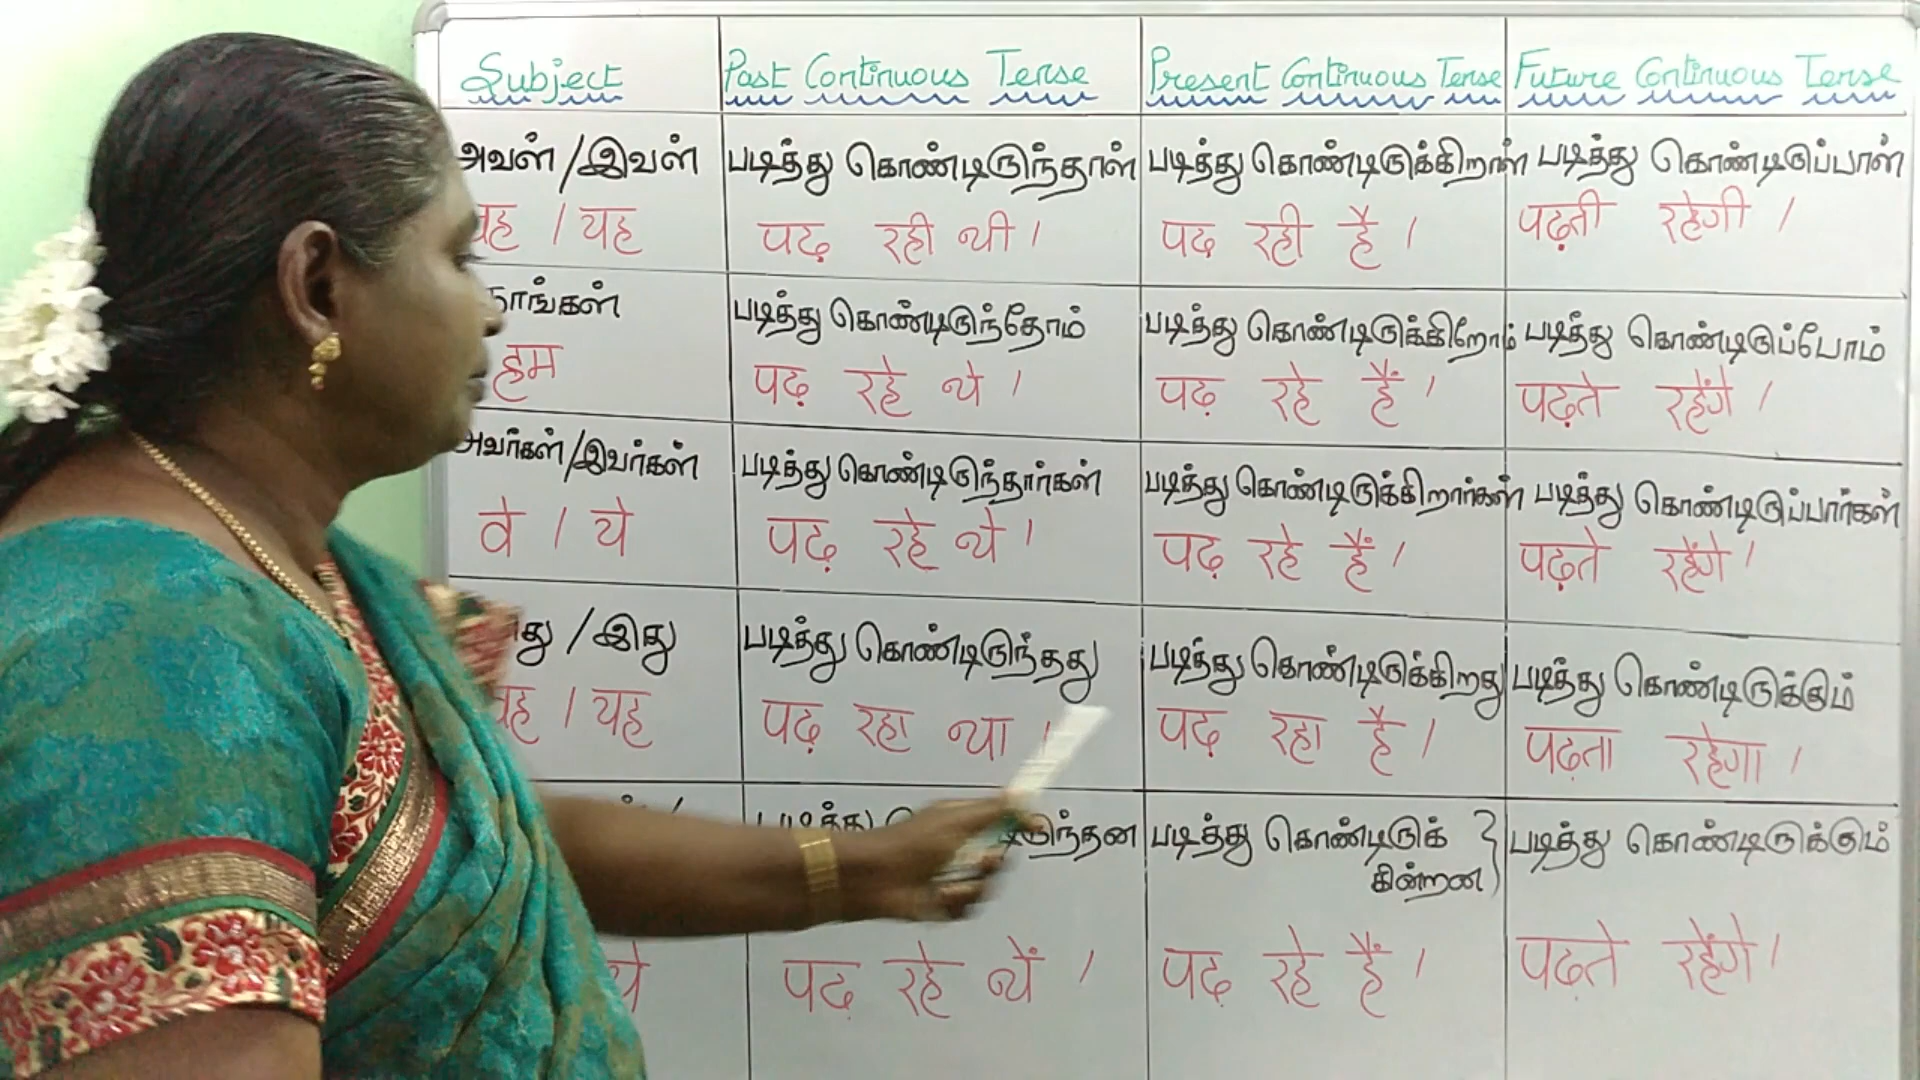 Subject Past Continuous Tense Present Continuous Tense Future Continuous Tense
அவள் / இவள் படித்து கொண்டிருந்தாள் படித்து கொண்டிருக்கிறாள் படித்து கொண்டிருப்பாள்
वह / यह पढ़ रही थी । पढ़ रही है । पढ़ती रहेगी ।
நாங்கள் படித்து கொண்டிருந்தோம் படித்து கொண்டிருக்கிறோம் படித்து கொண்டிருப்போம்
हम पढ़ रहे थे । पढ़ रहे हैं । पढ़ते रहेंगे ।
அவர்கள் / இவர்கள் படித்து கொண்டிருந்தார்கள் படித்து கொண்டிருக்கிறார்கள் படித்து கொண்டிருப்பார்கள்
वे / ये पढ़ रहे थे । पढ़ रहे हैं । पढ़ते रहेंगे ।
/ இது படித்து கொண்டிருந்தது படித்து கொண்டிருக்கிறது படித்து கொண்டிருக்கும்
वह / यह पढ़ रहा था । पढ़ रहा है । पढ़ता रहेगा ।
படித்து படித்து கொண்டிருக் படித்து கொண்டிருக்கும்
கின்றன
ये पढ़ रहे थें । पढ़ रहे हैं । पढ़ते रहेंगे ।